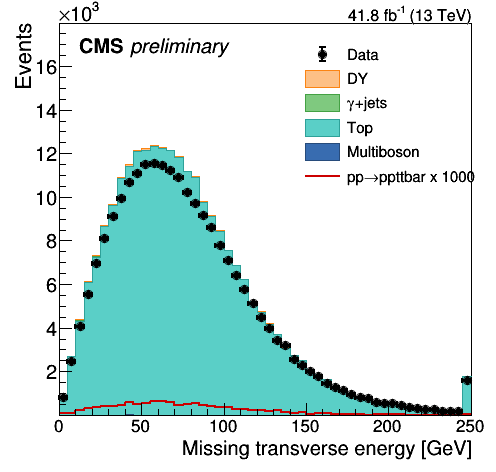 ×10³
41.8 fb⁻¹ (13 TeV)
CMS preliminary
Data
DY
γ+jets
Top
Multiboson
pp→ppttbar x 1000
Events
16
14
12
10
8
6
4
2
0 50 100 150 200 250
Missing transverse energy [GeV]